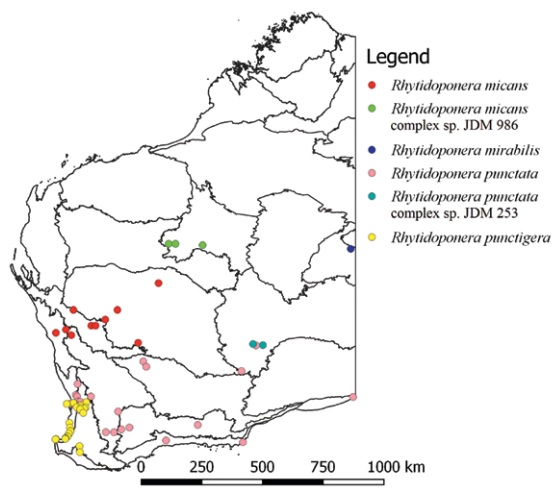 Legend
Rhytidoponera micans
Rhytidoponera micans
complex sp. JDM 986
Rhytidoponera mirabilis
Rhytidoponera punctata
Rhytidoponera punctata
complex sp. JDM 253
Rhytidoponera punctigera
0 250 500 750 1000 km